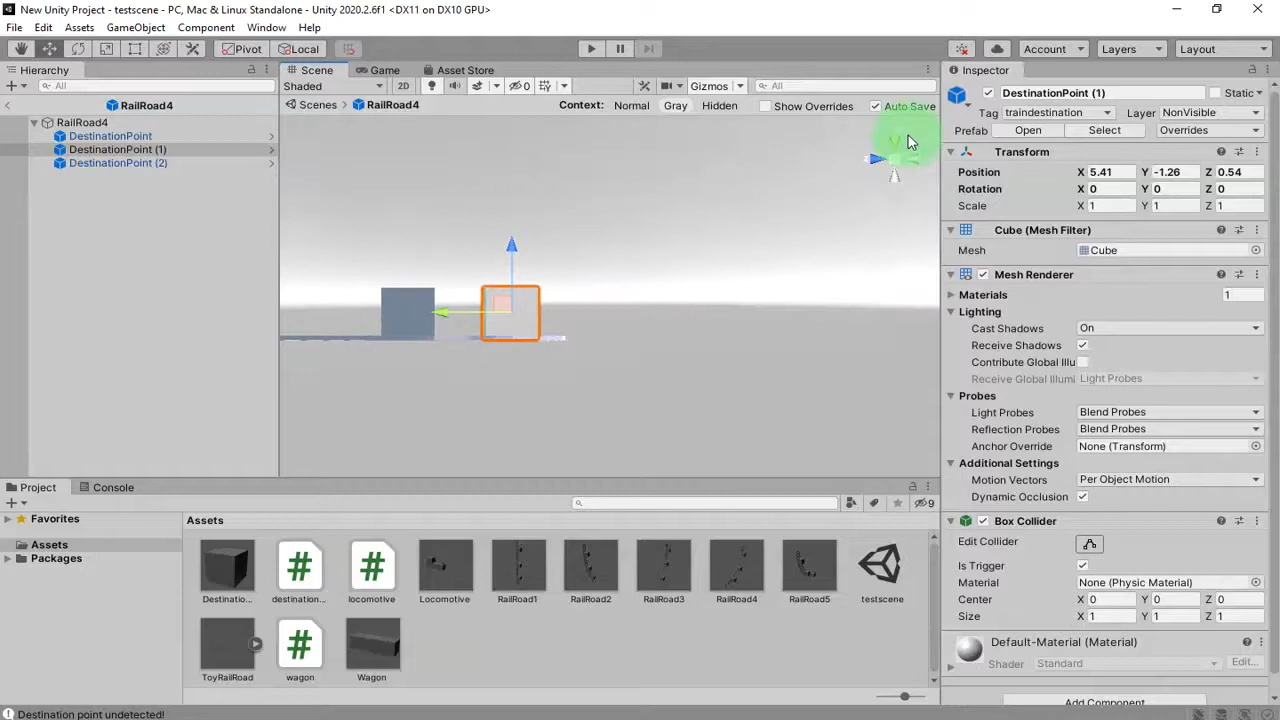 New Unity Project - testscene - PC, Mac & Linux Standalone - Unity 2020.2.6f1 <DX11 on DX10 GPU>
File Edit Assets GameObject Component Window Help
Pivot Local Account Layers Layout
Hierarchy
All
RailRoad4
RailRoad4
DestinationPoint
DestinationPoint (1)
DestinationPoint (2)
Scene Game Asset Store
Shaded 2D 0 Gizmos All
Scenes RailRoad4 Context: Normal Gray Hidden Show Overrides Auto Save
Y
Inspector
DestinationPoint (1) Static
Tag traindestination Layer NonVisible
Prefab Open Select Overrides
Transform
Position X 5.41 Y -1.26 Z 0.54
Rotation X 0 Y 0 Z 0
Scale X 1 Y 1 Z 1
Cube (Mesh Filter)
Mesh Cube
Mesh Renderer
Materials 1
Lighting
Cast Shadows On
Receive Shadows
Contribute Global Illu
Receive Global Illumi Light Probes
Probes
Light Probes Blend Probes
Reflection Probes Blend Probes
Anchor Override None (Transform)
Additional Settings
Motion Vectors Per Object Motion
Dynamic Occlusion
Box Collider
Edit Collider
Is Trigger
Material None (Physic Material)
Center X 0 Y 0 Z 0
Size X 1 Y 1 Z 1
Default-Material (Material)
Shader Standard Edit...
Add Component
Project Console
9
Favorites
Assets
Packages
Assets
Destinatio... destination... locomotive Locomotive RailRoad1 RailRoad2 RailRoad3 RailRoad4 RailRoad5 testscene
ToyRailRoad wagon Wagon
Destination point undetected!